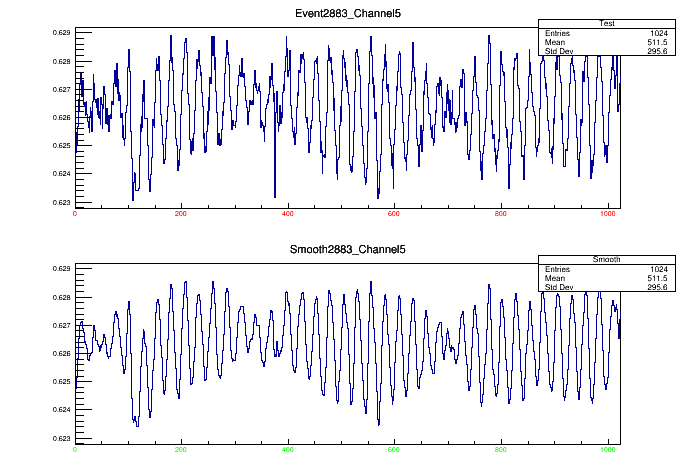 Event2883_Channel5
Test
Entries 1024
Mean 511.5
Std Dev 295.6
0.629
0.628
0.627
0.626
0.625
0.624
0.623
0 200 400 600 800 1000
Smooth2883_Channel5
Smooth
Entries 1024
Mean 511.5
Std Dev 295.6
0.629
0.628
0.627
0.626
0.625
0.624
0.623
0 200 400 600 800 1000